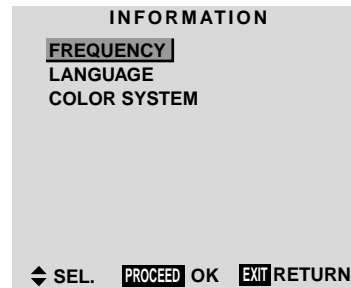 INFORMATION
FREQUENCY
LANGUAGE
COLOR SYSTEM
SEL. PROCEED OK EXIT RETURN